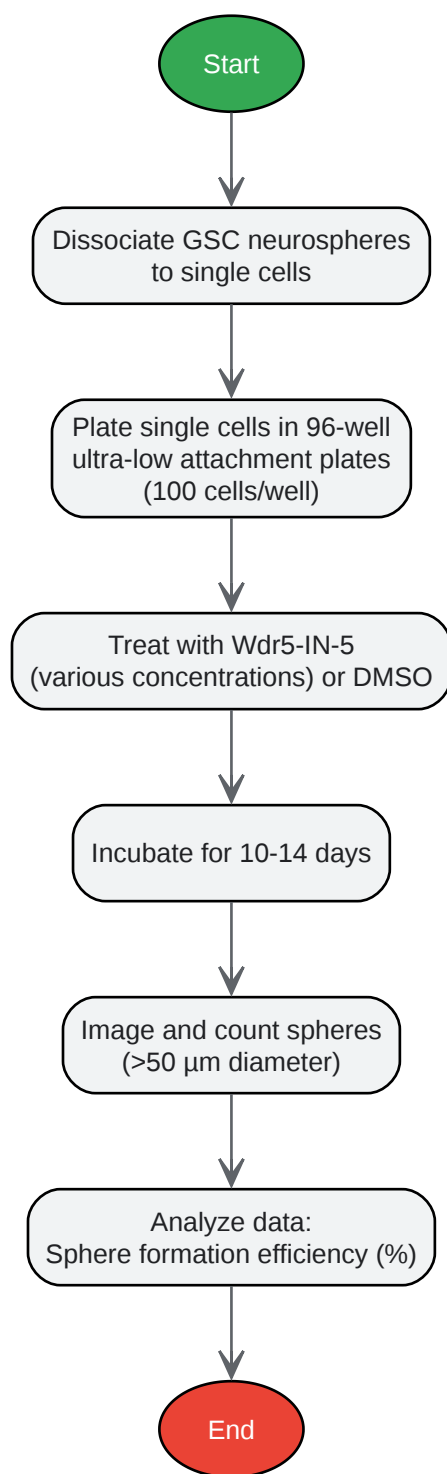 Start
Dissociate GSC neurospheres
to single cells
Plate single cells in 96-well
ultra-low attachment plates
(100 cells/well)
Treat with Wdr5-IN-5
(various concentrations) or DMSO
Incubate for 10-14 days
Image and count spheres
(>50 µm diameter)
Analyze data:
Sphere formation efficiency (%)
End